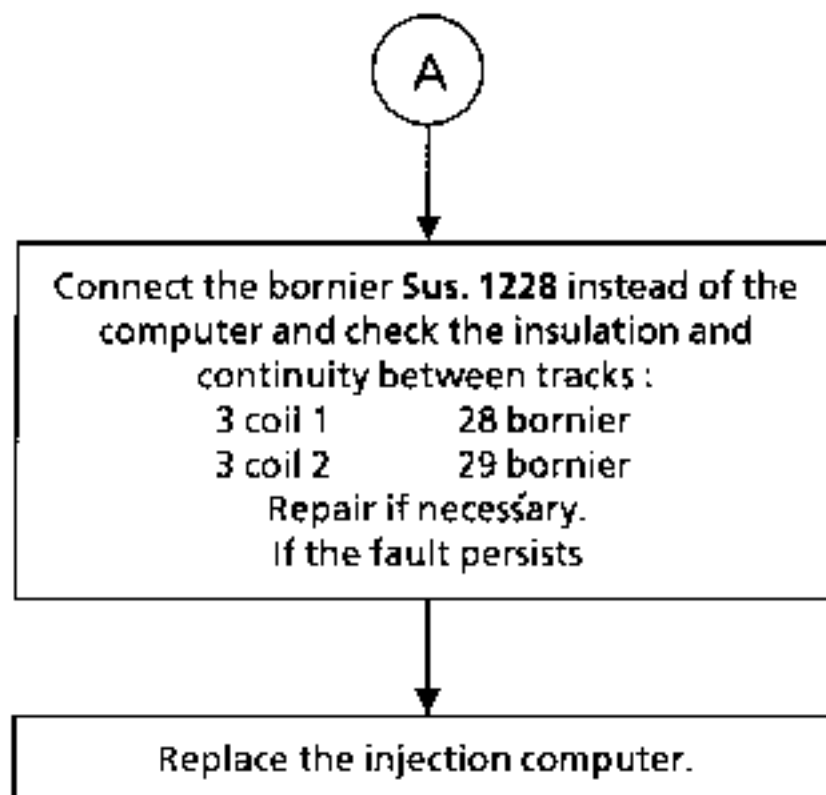 A
Connect the bornier Sus. 1228 instead of the
computer and check the insulation and
continuity between tracks :
3 coil 1 28 bornier
3 coil 2 29 bornier
Repair if necessary.
If the fault persists
Replace the injection computer.